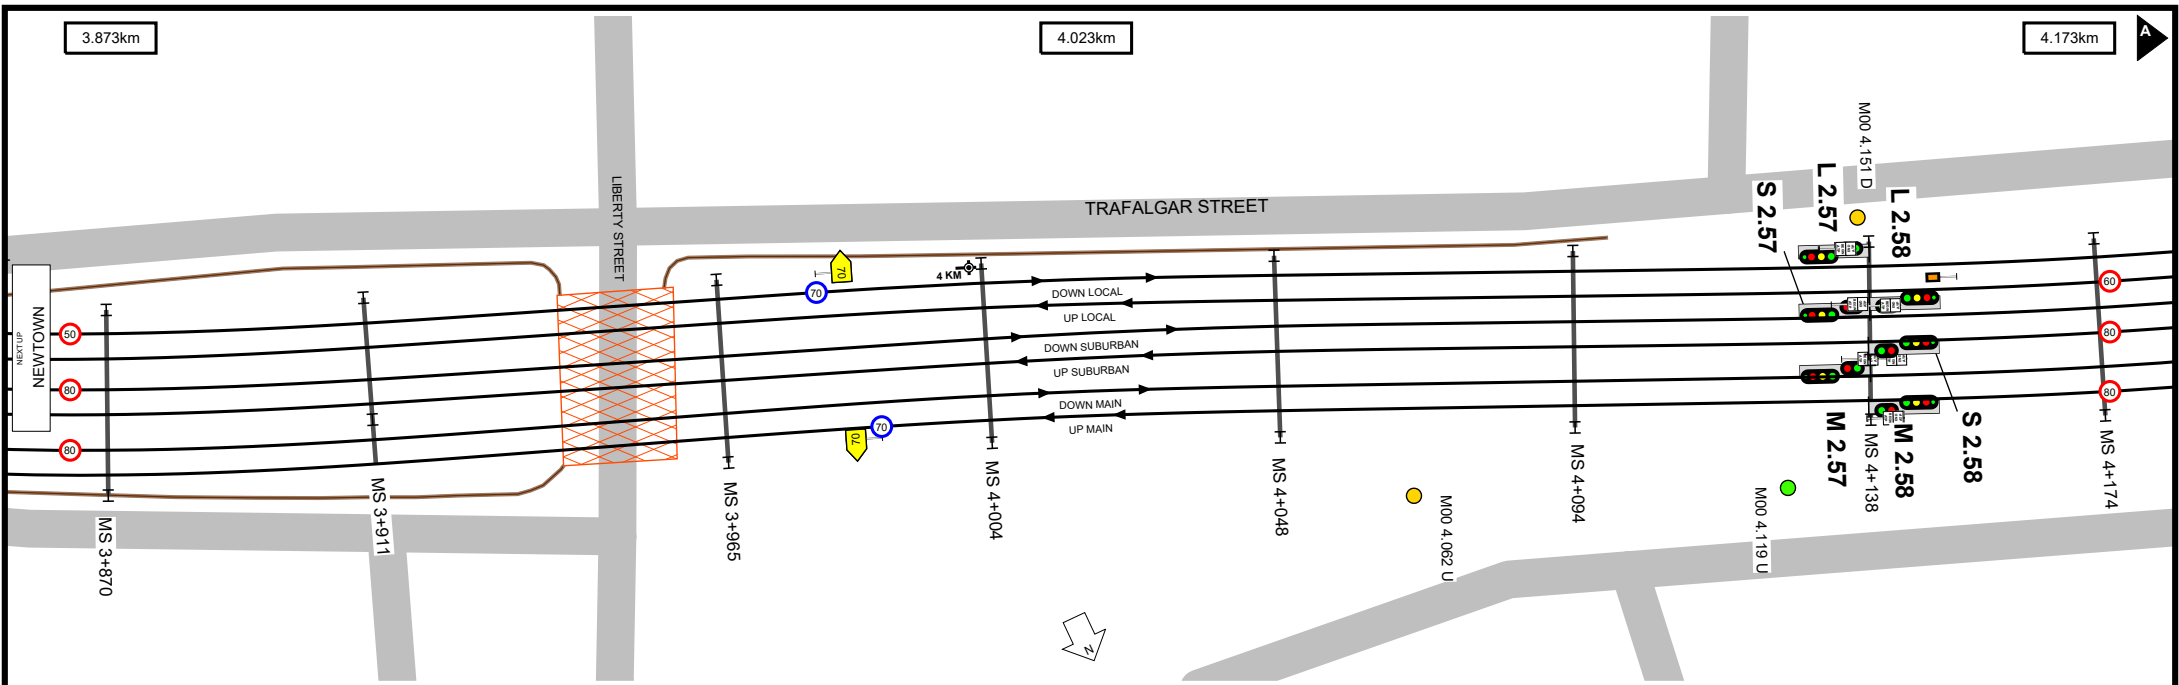 3.873km
4.023km
4.173km
A
LIBERTY STREET
TRAFALGAR STREET
M00 4.151 D
S 2.57
L 2.57
L 2.58
NEXT UP
NEWTOWN
50
80
80
70
70
4 KM
DOWN LOCAL
UP LOCAL
DOWN SUBURBAN
UP SUBURBAN
DOWN MAIN
UP MAIN
70
70
60
80
80
M 2.57
M 2.58
S 2.58
MS 3+870
MS 3+911
MS 3+965
MS 4+004
MS 4+048
MS 4+094
MS 4+138
MS 4+174
M00 4.062 U
M00 4.119 U
N